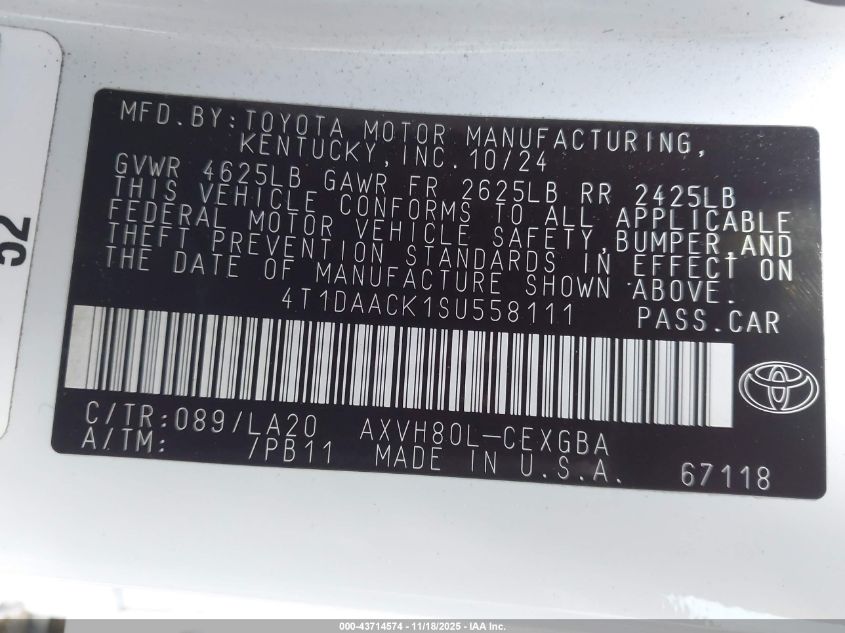 52
MFD.BY:TOYOTA MOTOR MANUFACTURING,
KENTUCKY,INC.10/24
GVWR 4625LB GAWR FR 2625LB RR 2425LB
THIS VEHICLE CONFORMS TO ALL APPLICABLE
FEDERAL MOTOR VEHICLE SAFETY,BUMPER,AND
THEFT PREVENTION STANDARDS IN EFFECT ON
THE DATE OF MANUFACTURE SHOWN ABOVE.
4T1DAACK1SU558111 PASS.CAR
C/TR:089/LA20 AXVH80L-CEXGBA
A/TM: /PB11 MADE IN U.S.A. 67118
000-43714574 — 11/18/2025 — IAA Inc.